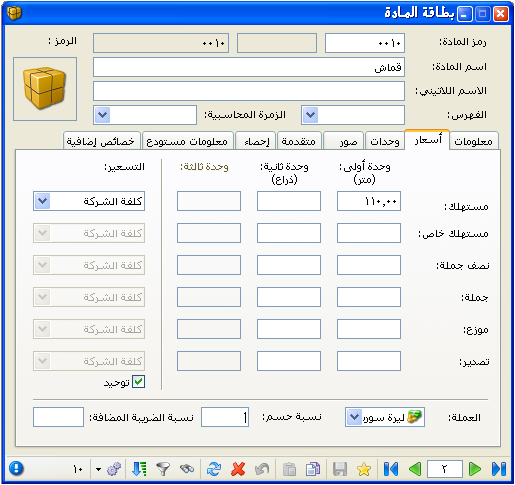 بطاقة المادة
رمز المادة: ٠٠١٠ ٠٠١٠ الرمز :
اسم المادة: قماش
الاسم اللاتيني:
الفهرس: الزمرة المحاسبية:
معلومات أسعار وحدات صور متقدمة إحصاء معلومات مستودع خصائص إضافية
وحدة أولى: وحدة ثانية: وحدة ثالثة: التسعير:
(متر) (ذراع)
مستهلك: ١١٠,٠٠ كلفة الشركة
مستهلك خاص: كلفة الشركة
نصف جملة: كلفة الشركة
جملة: كلفة الشركة
موزع: كلفة الشركة
تصدير: كلفة الشركة
توحيد
العملة: ليرة سور نسبة حسم: ١ نسبة الضريبة المضافة:
٢ ١٠